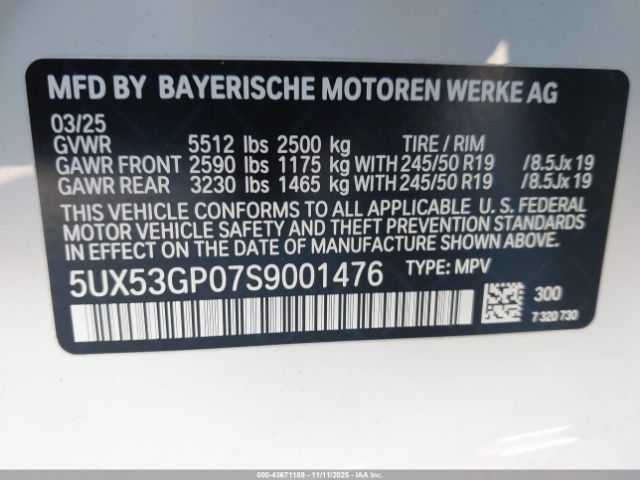 MFD BY BAYERISCHE MOTOREN WERKE AG
03/25
GVWR 5512 lbs 2500 kg TIRE / RIM
GAWR FRONT 2590 lbs 1175 kg WITH 245/50 R19 /8.5Jx19
GAWR REAR 3230 lbs 1465 kg WITH 245/50 R19 /8.5Jx19
THIS VEHICLE CONFORMS TO ALL APPLICABLE U. S. FEDERAL
MOTOR VEHICLE SAFETY AND THEFT PREVENTION STANDARDS
IN EFFECT ON THE DATE OF MANUFACTURE SHOWN ABOVE.
5UX53GP07S9001476 TYPE: MPV
300
7 320 730
000-43671189 - 11/11/2025 - IAAI.CA